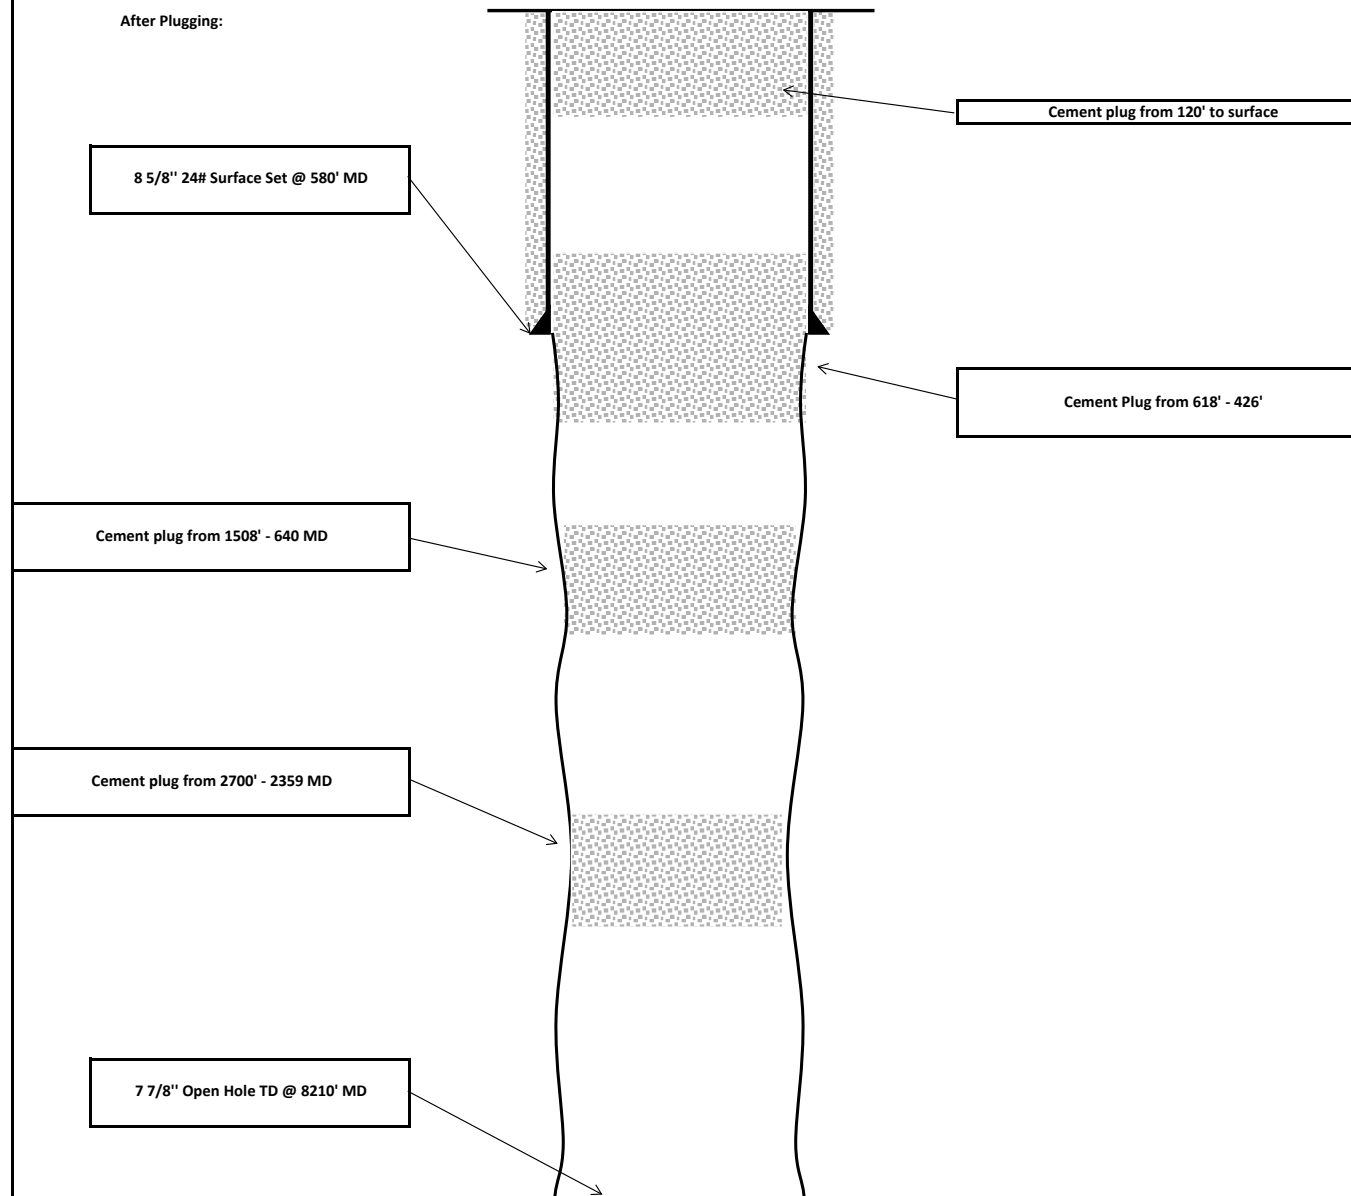 After Plugging:
Cement plug from 120' to surface
8 5/8'' 24# Surface Set @ 580' MD
Cement Plug from 618' - 426'
Cement plug from 1508' - 640 MD
Cement plug from 2700' - 2359 MD
7 7/8'' Open Hole TD @ 8210' MD